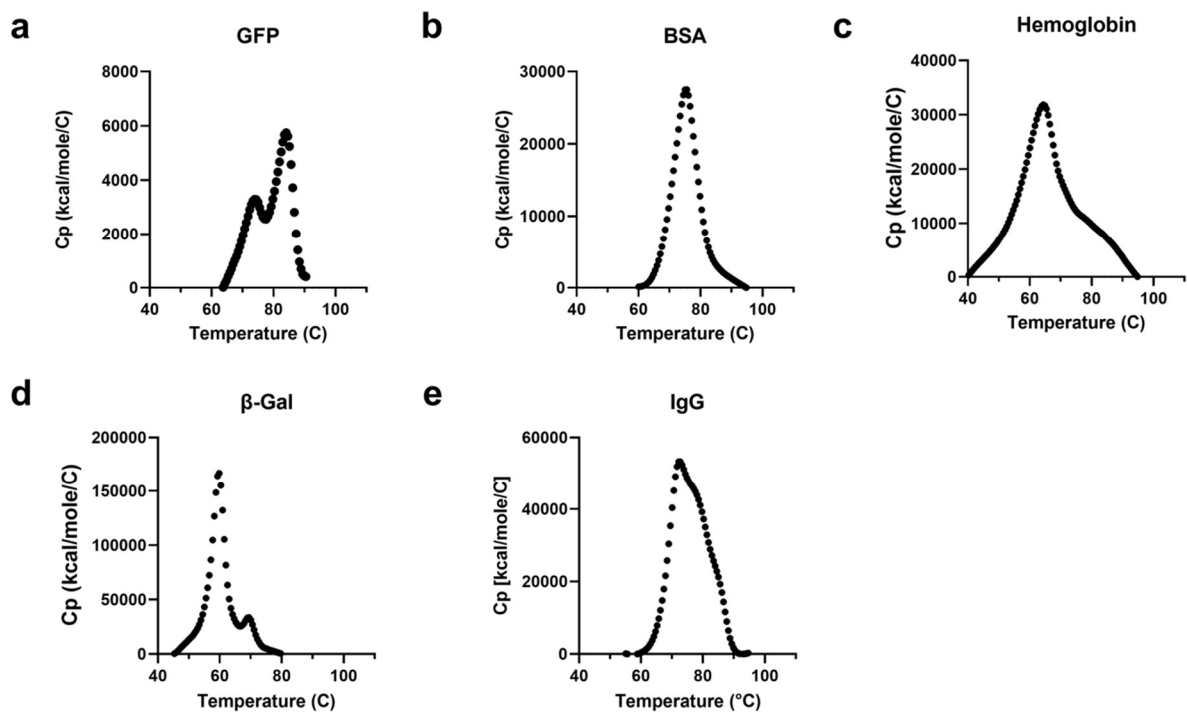 a
GFP
Cp (kcal/mole/C)
8000
6000
4000
2000
0
40
60
80
100
Temperature (C)
b
BSA
Cp (kcal/mole/C)
30000
20000
10000
0
40
60
80
100
Temperature (C)
c
Hemoglobin
Cp (kcal/mole/C)
40000
30000
20000
10000
0
40
60
80
100
Temperature (C)
d
β-Gal
Cp (kcal/mole/C)
200000
150000
100000
50000
0
40
60
80
100
Temperature (C)
e
IgG
Cp [kcal/mole/C]
60000
40000
20000
0
40
60
80
100
Temperature (°C)